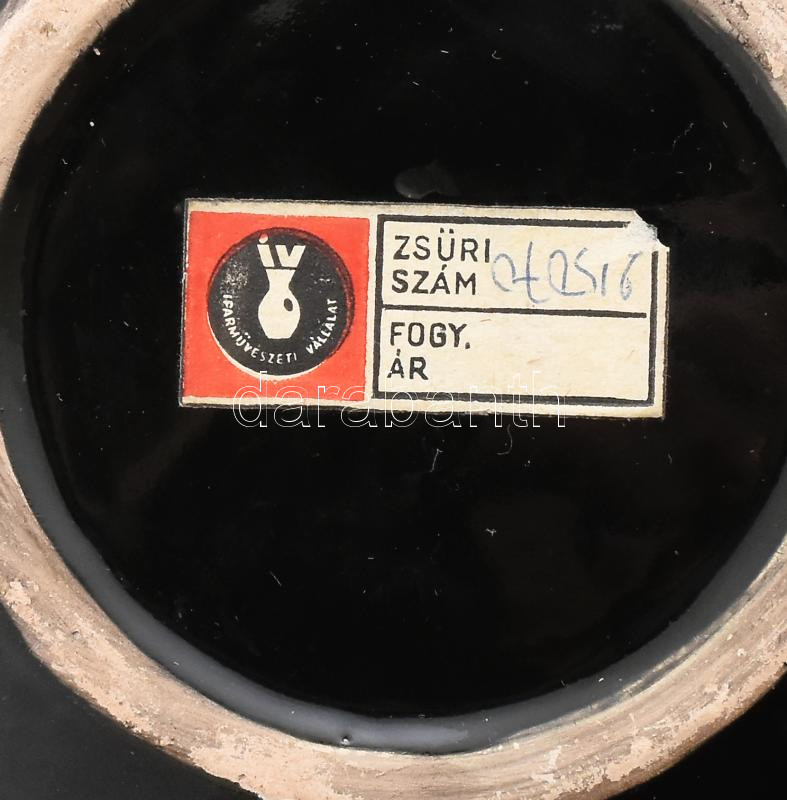 iv
IPARMŰVÉSZETI VÁLLALAT
ZSÜRI
SZÁM
FOGY.
ÁR
darabanth